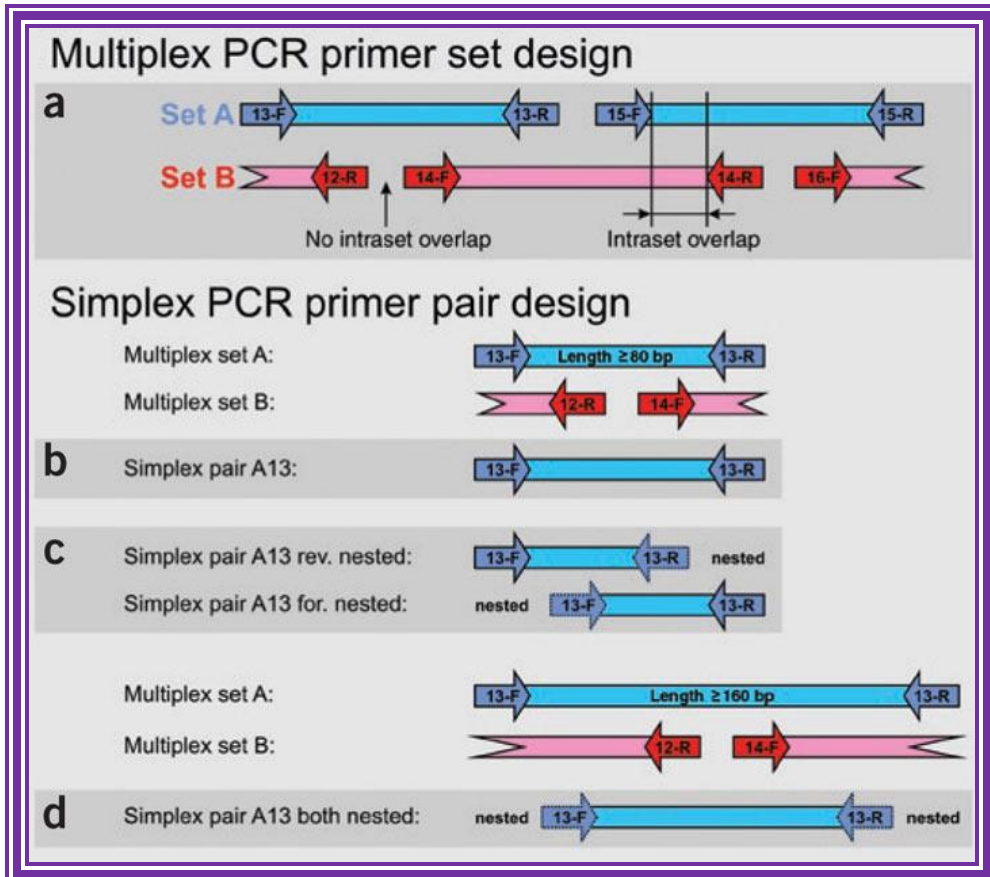 Multiplex PCR primer set design
a
Set A 13-F 13-R 15-F 15-R
Set B 12-R 14-F 14-R 16-F
No intraset overlap Intraset overlap
Simplex PCR primer pair design
Multiplex set A: 13-F Length ≥80 bp 13-R
Multiplex set B: 12-R 14-F
b Simplex pair A13: 13-F 13-R
c Simplex pair A13 rev. nested: 13-F 13-R nested
Simplex pair A13 for. nested: nested 13-F 13-R
Multiplex set A: 13-F Length ≥160 bp 13-R
Multiplex set B: 12-R 14-F
d Simplex pair A13 both nested: nested 13-F 13-R nested